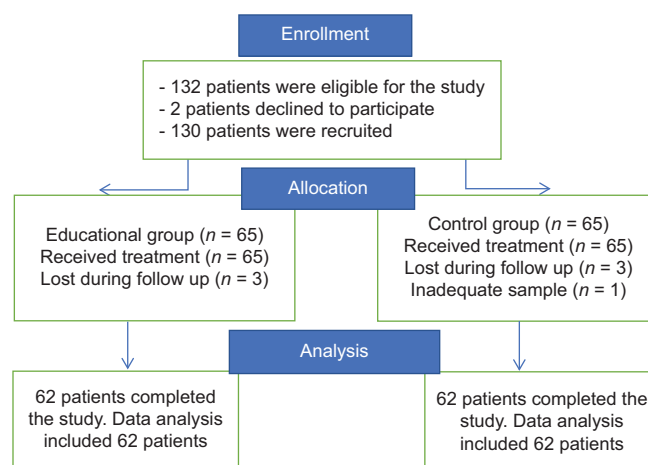 Enrollment
- 132 patients were eligible for the study
- 2 patients declined to participate
- 130 patients were recruited
Allocation
Educational group (n = 65)
Received treatment (n = 65)
Lost during follow up (n = 3)
Control group (n = 65)
Received treatment (n = 65)
Lost during follow up (n = 3)
Inadequate sample (n = 1)
Analysis
62 patients completed
the study. Data analysis
included 62 patients
62 patients completed the
study. Data analysis
included 62 patients